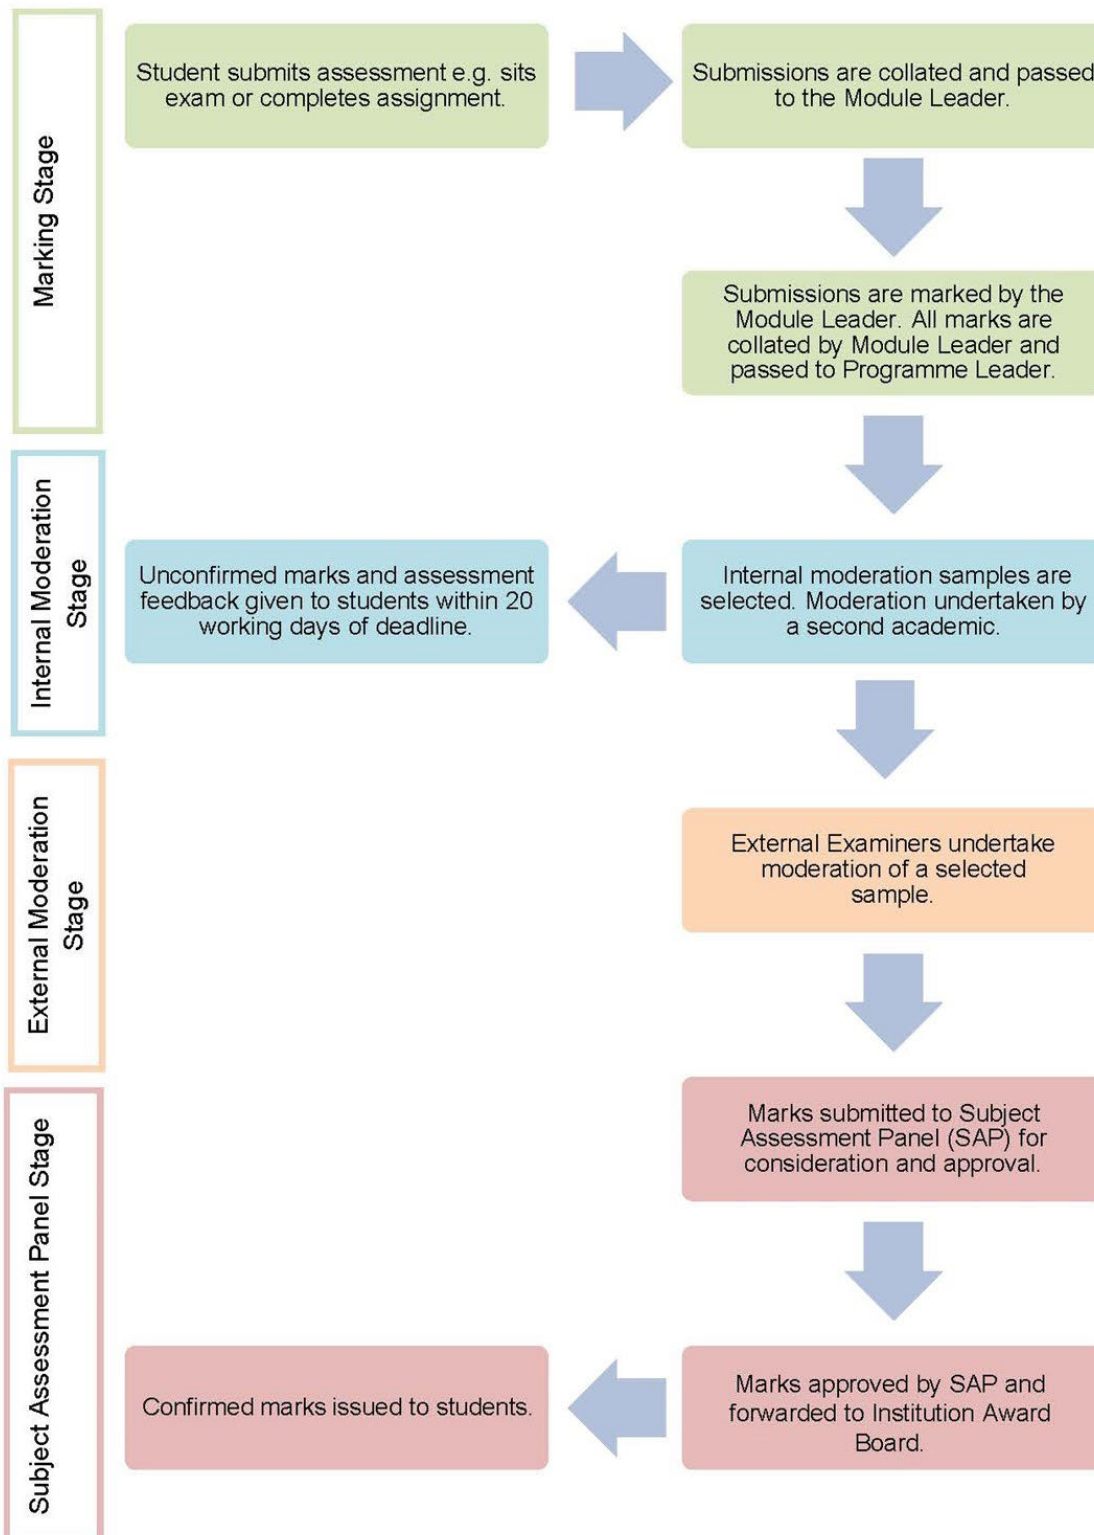 Marking Stage
Student submits assessment e.g. sits
exam or completes assignment.
Submissions are collated and passed
to the Module Leader.
Submissions are marked by the
Module Leader. All marks are
collated by Module Leader and
passed to Programme Leader.
Internal Moderation
Stage
Internal moderation samples are
selected. Moderation undertaken by
a second academic.
Unconfirmed marks and assessment
feedback given to students within 20
working days of deadline.
External Moderation
Stage
External Examiners undertake
moderation of a selected
sample.
Subject Assessment Panel Stage
Marks submitted to Subject
Assessment Panel (SAP) for
consideration and approval.
Marks approved by SAP and
forwarded to Institution Award
Board.
Confirmed marks issued to students.